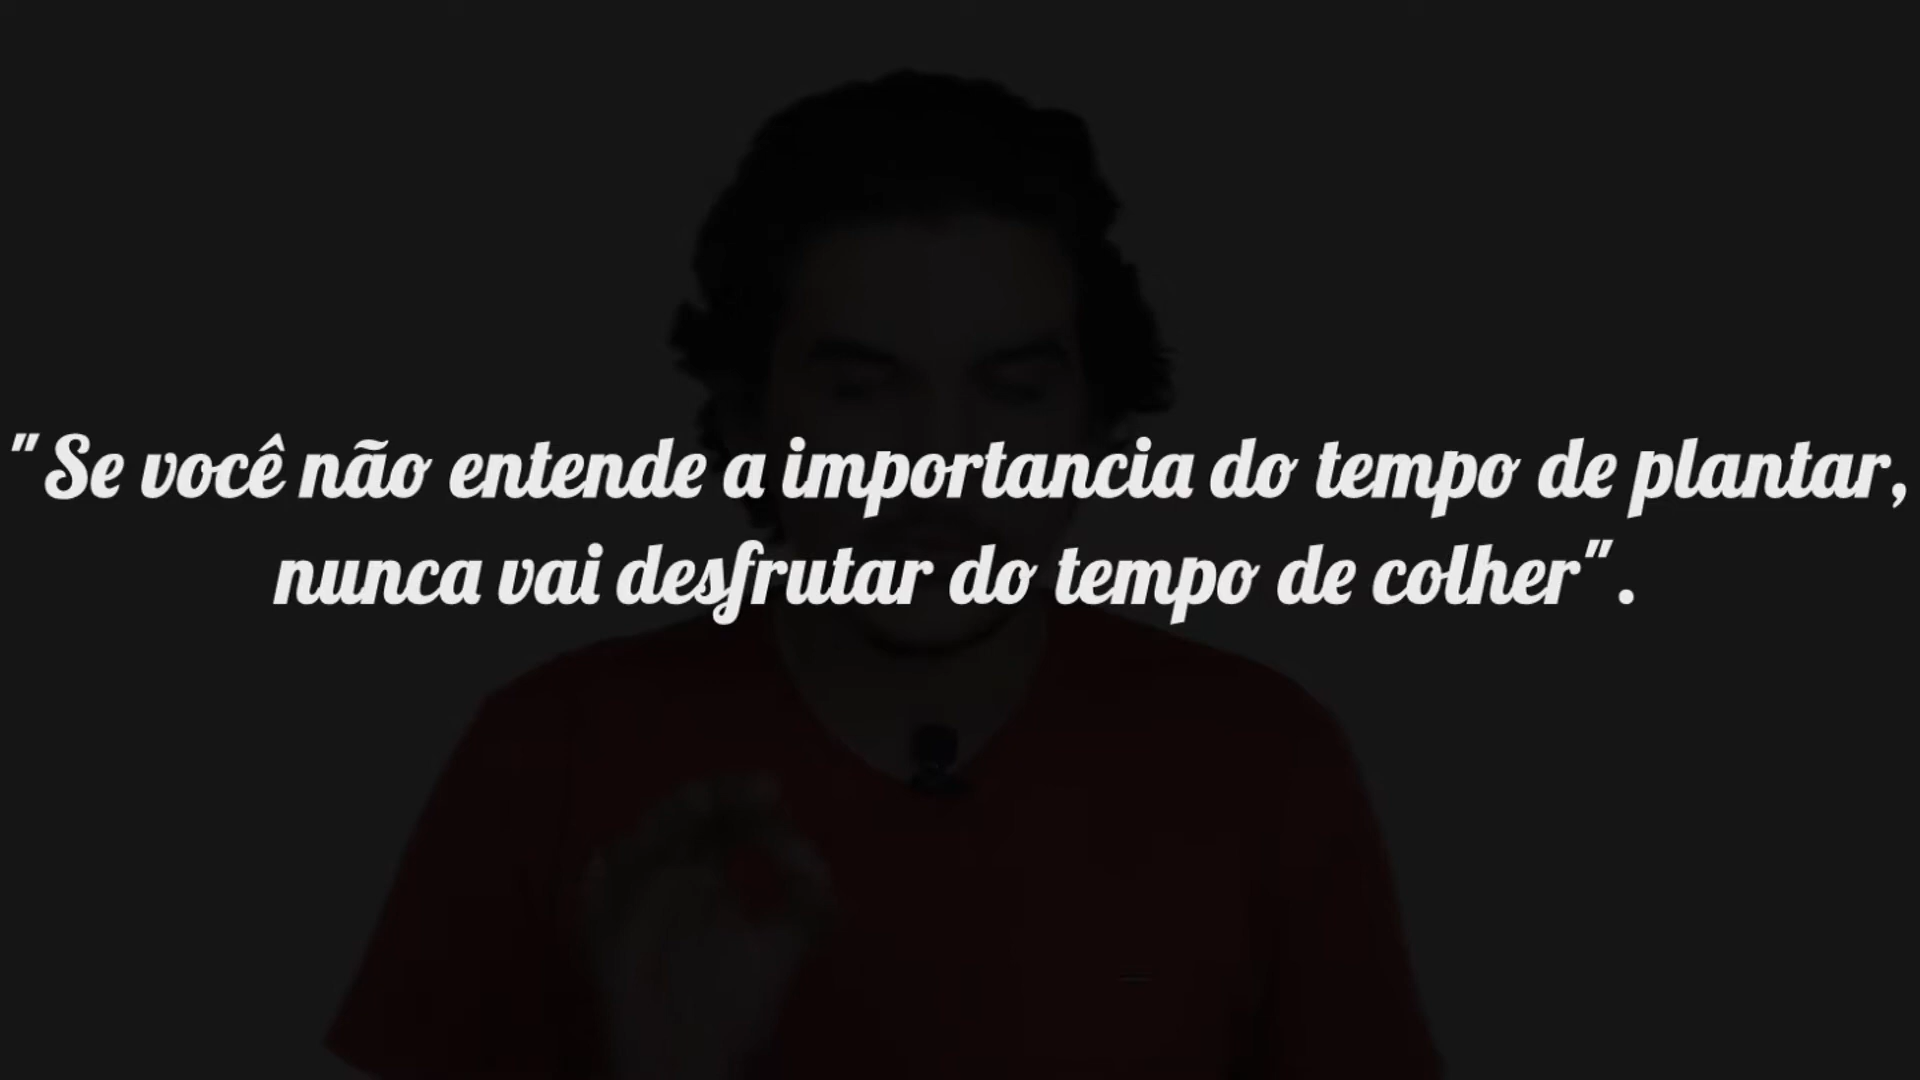 "Se você não entende a importancia do tempo de plantar,
nunca vai desfrutar do tempo de colher".